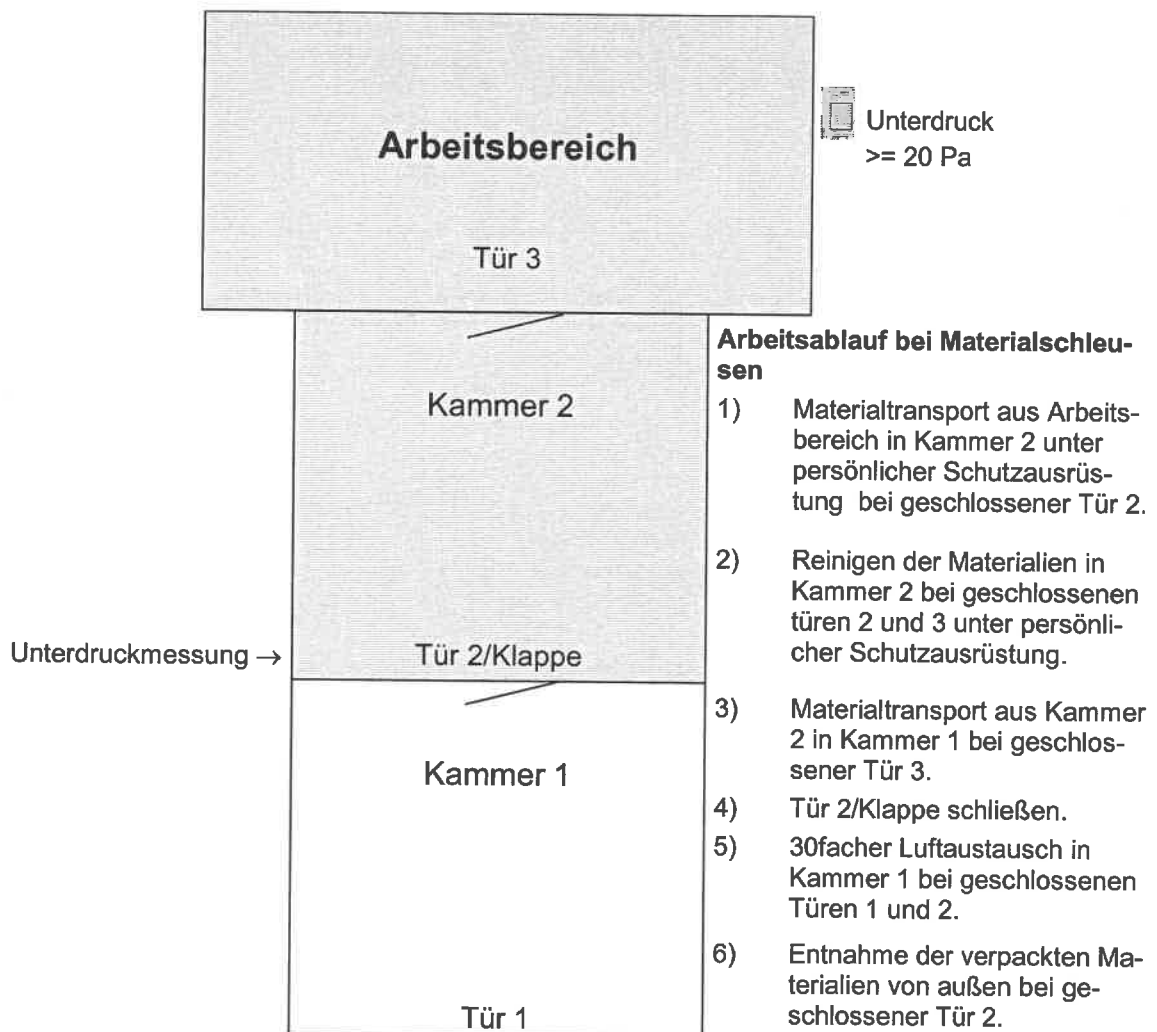 Arbeitsbereich
Unterdruck
>= 20 Pa
Tür 3
Kammer 2
Unterdruckmessung →
Tür 2/Klappe
Kammer 1
Tür 1
Arbeitsablauf bei Materialschleu-
sen
1) Materialtransport aus Arbeits-
bereich in Kammer 2 unter
persönlicher Schutzausrüs-
tung bei geschlossener Tür 2.
2) Reinigen der Materialien in
Kammer 2 bei geschlossenen
türen 2 und 3 unter persönli-
cher Schutzausrüstung.
3) Materialtransport aus Kammer
2 in Kammer 1 bei geschlos-
sener Tür 3.
4) Tür 2/Klappe schließen.
5) 30facher Luftaustausch in
Kammer 1 bei geschlossenen
Türen 1 und 2.
6) Entnahme der verpackten Ma-
terialien von außen bei ge-
schlossener Tür 2.